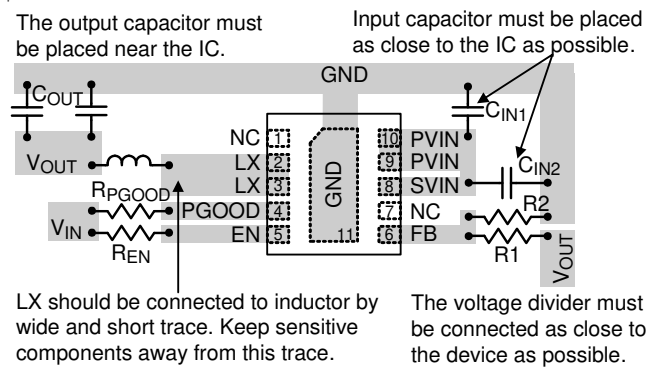 The output capacitor must
be placed near the IC.
Input capacitor must be placed
as close to the IC as possible.
GND
COUT
CIN1
NC 1
10 PVIN
VOUT
LX 2
9 PVIN
CIN2
LX 3
GND
8 SVIN
RPGOOD
PGOOD 4
7 NC
R2
VIN
EN 5
11
6 FB
REN
R1
VOUT
LX should be connected to inductor by
wide and short trace. Keep sensitive
components away from this trace.
The voltage divider must
be connected as close to
the device as possible.